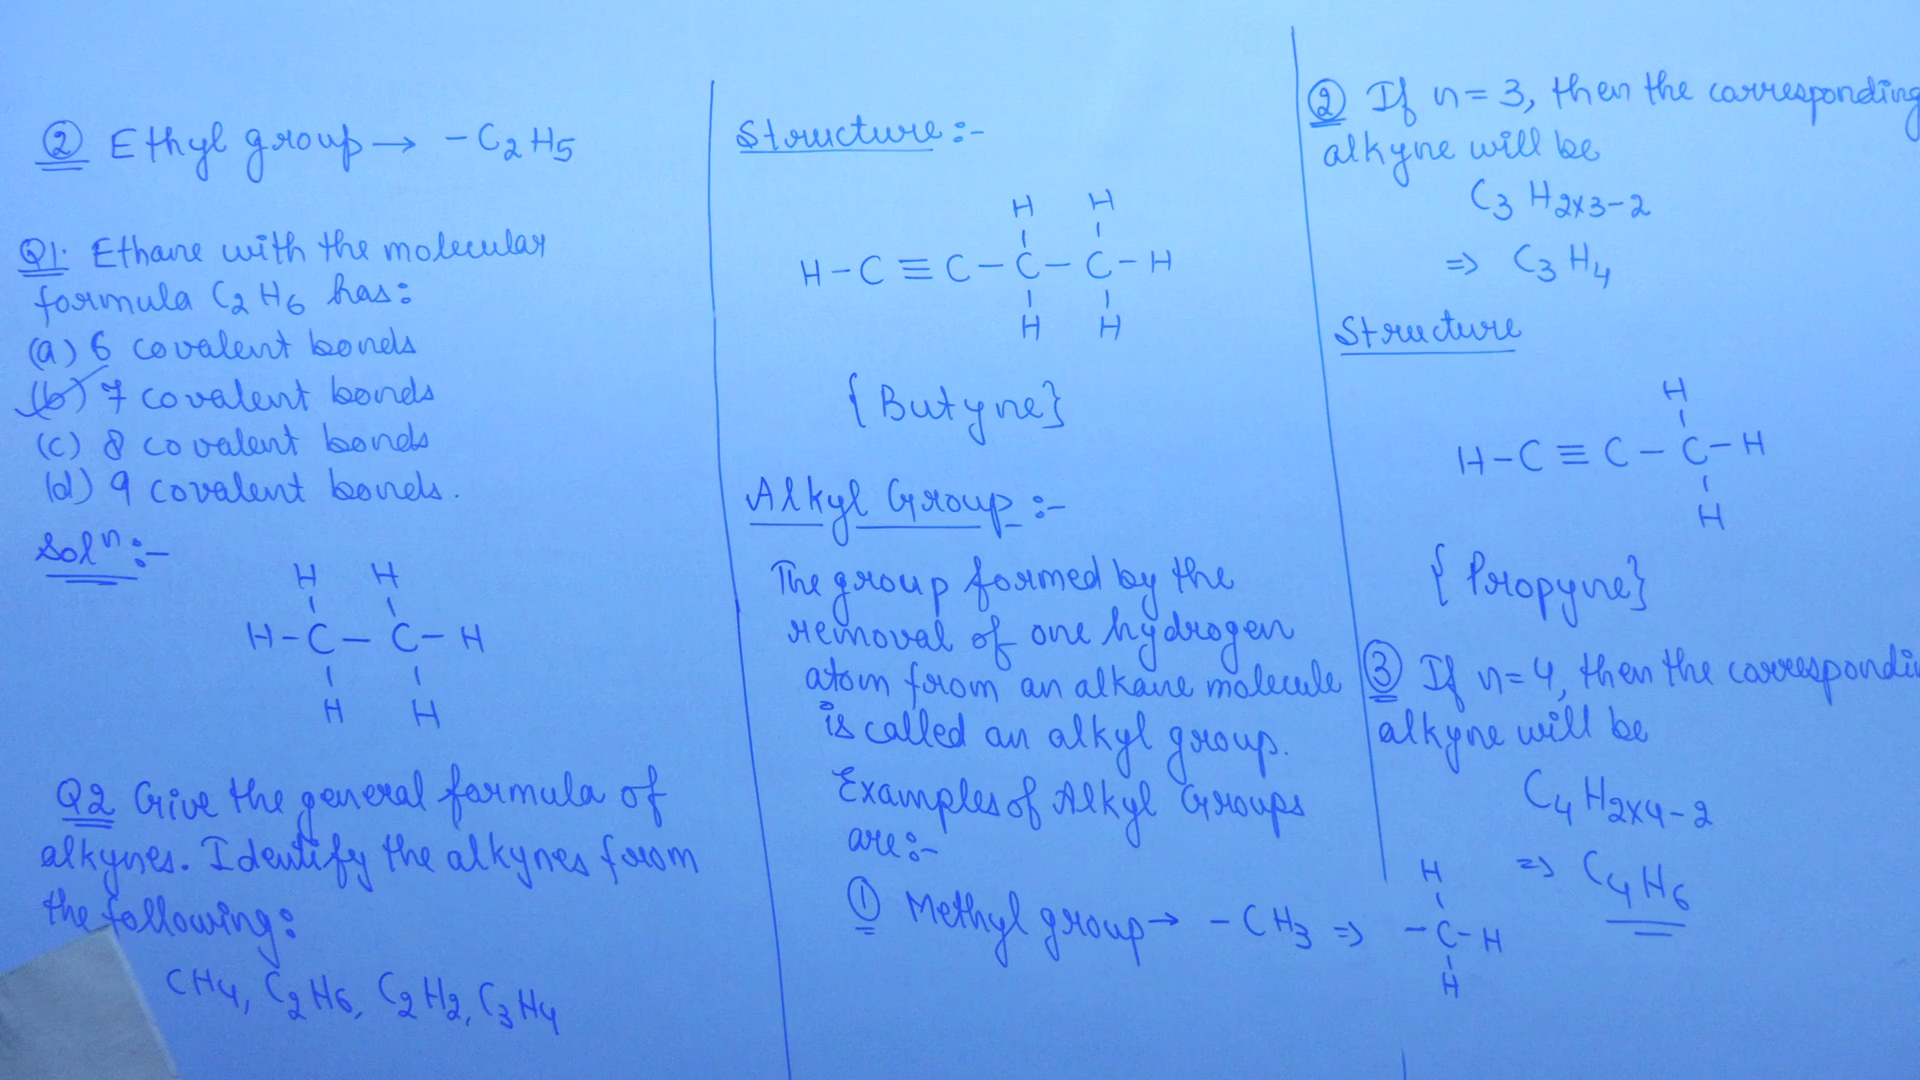 ② Ethyl group → -C2H5
Q1. Ethane with the molecular
formula C2H6 has:
(a) 6 covalent bonds
(b) 7 covalent bonds
(c) 8 covalent bonds
(d) 9 covalent bonds.
Solⁿ:-
H H
H-C-C-H
H H
Q2 Give the general formula of
alkynes. Identify the alkynes from
the following:
CH4, C2H6, C2H2, C3H4
Structure:-
H H
H-C≡C-C-C-H
H H
{Butyne}
Alkyl Group:-
The group formed by the
removal of one hydrogen
atom from an alkane molecule
is called an alkyl group.
Examples of Alkyl Groups
are:-
H
① Methyl group → -CH3 ⇒ -C-H
H
② If n=3, then the corresponding
alkyne will be
C3 H2x3-2
⇒ C3H4
Structure
H
H-C≡C-C-H
H
{Propyne}
③ If n=4, then the correspondi
alkyne will be
C4H2x4-2
⇒ C4H6